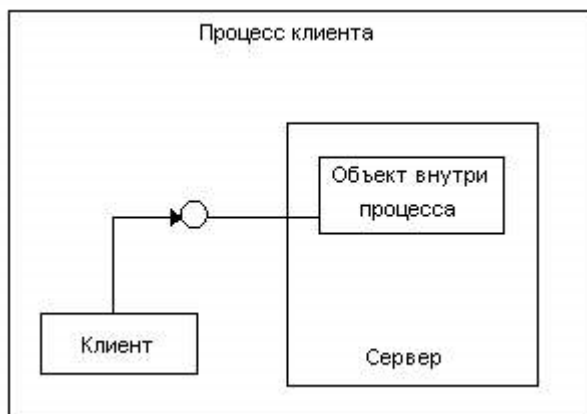 Процесс клиента
Объект внутри
процесса
Клиент
Сервер